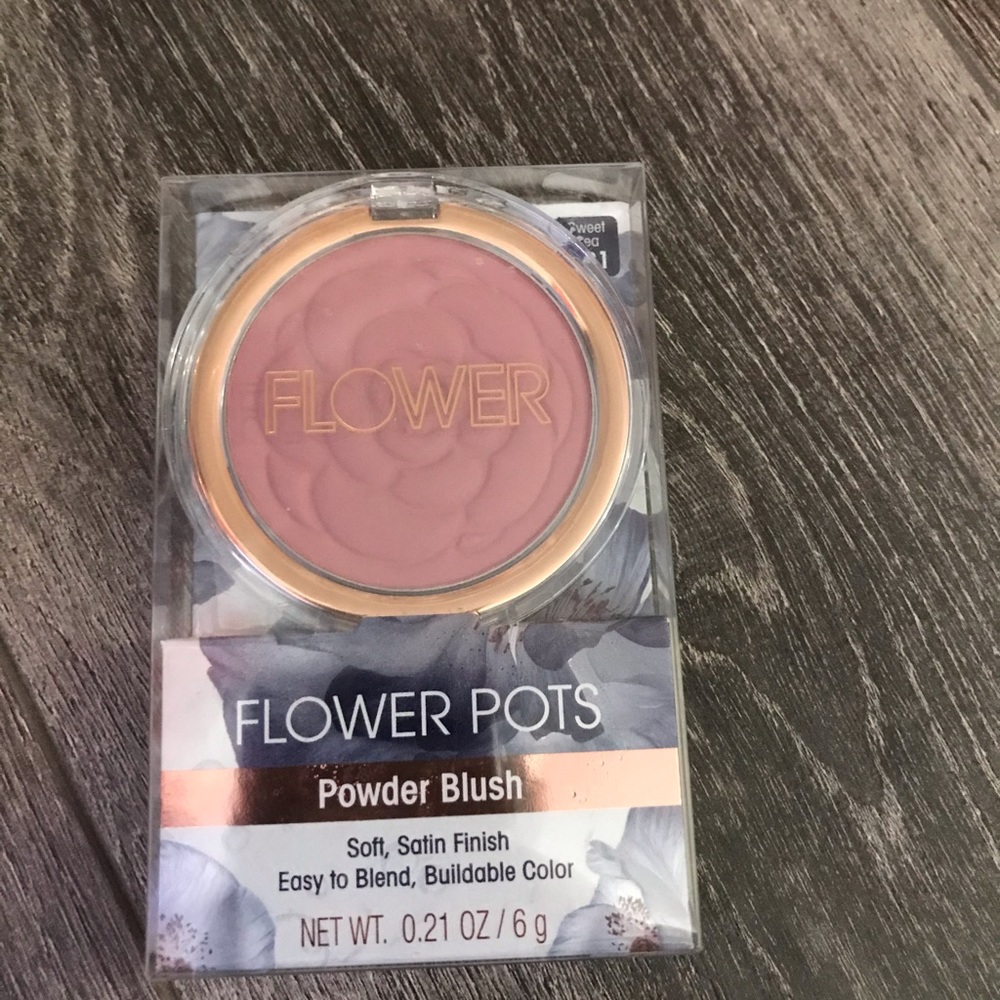 Sweet
FLOWER
FLOWER POTS
Powder Blush
Soft, Satin Finish
Easy to Blend, Buildable Color
NET WT. 0.21 OZ / 6 g